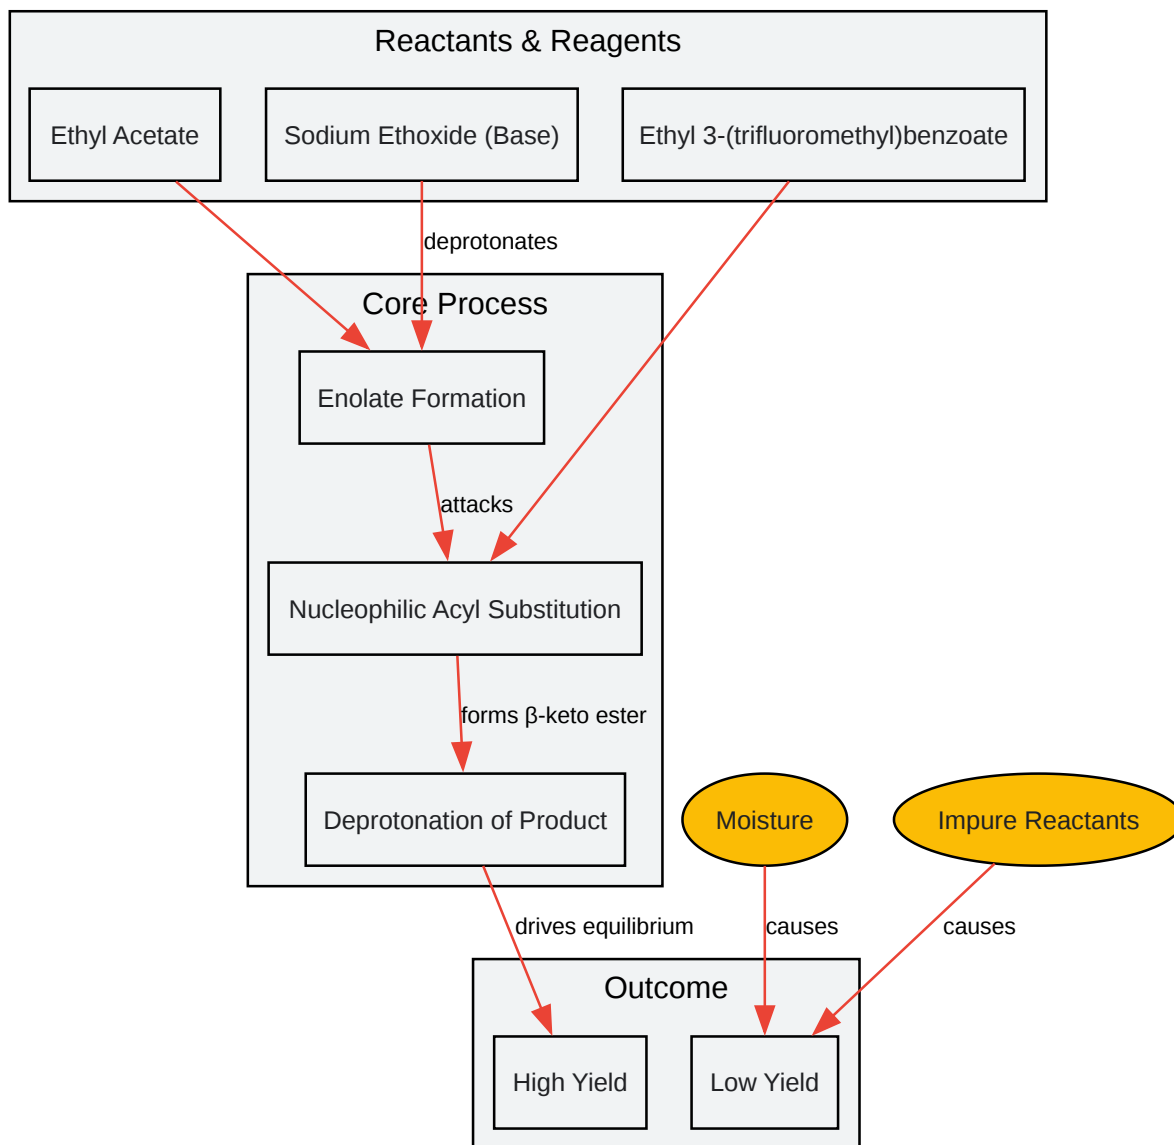 Reactants & Reagents
Ethyl Acetate
Sodium Ethoxide (Base)
Ethyl 3-(trifluoromethyl)benzoate
deprotonates
Core Process
Enolate Formation
attacks
Nucleophilic Acyl Substitution
forms β-keto ester
Deprotonation of Product
Moisture
Impure Reactants
drives equilibrium
causes
causes
Outcome
High Yield
Low Yield